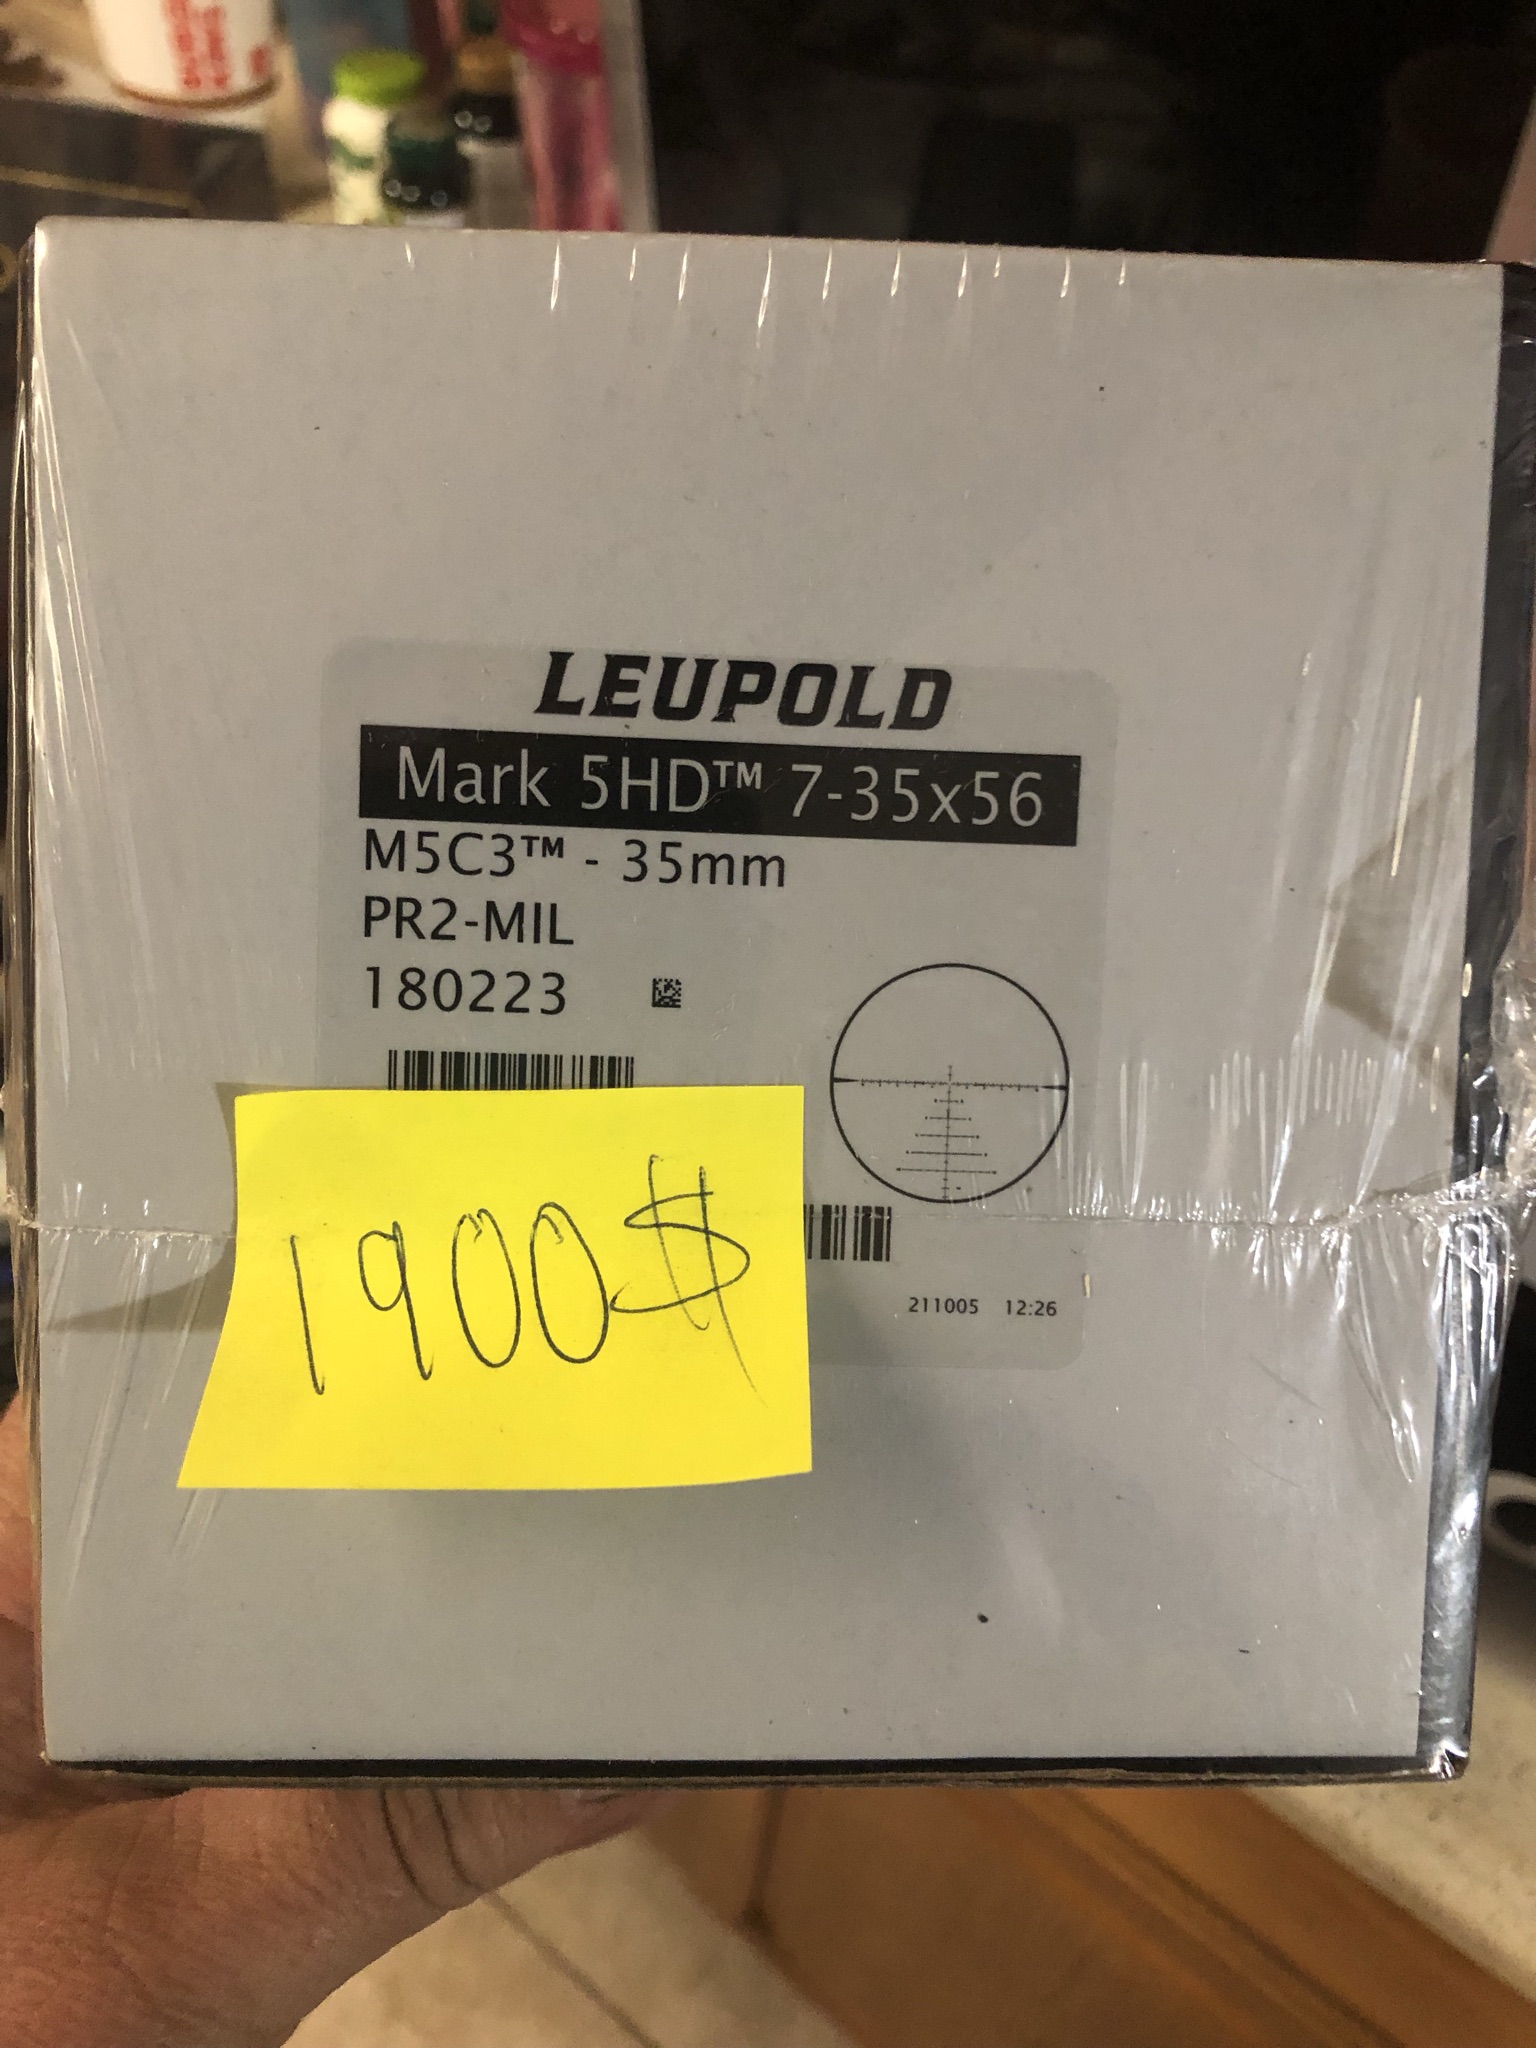 LEUPOLD
Mark 5HD™ 7-35x56
M5C3™ - 35mm
PR2-MIL
180223
1900$
211005 12:26